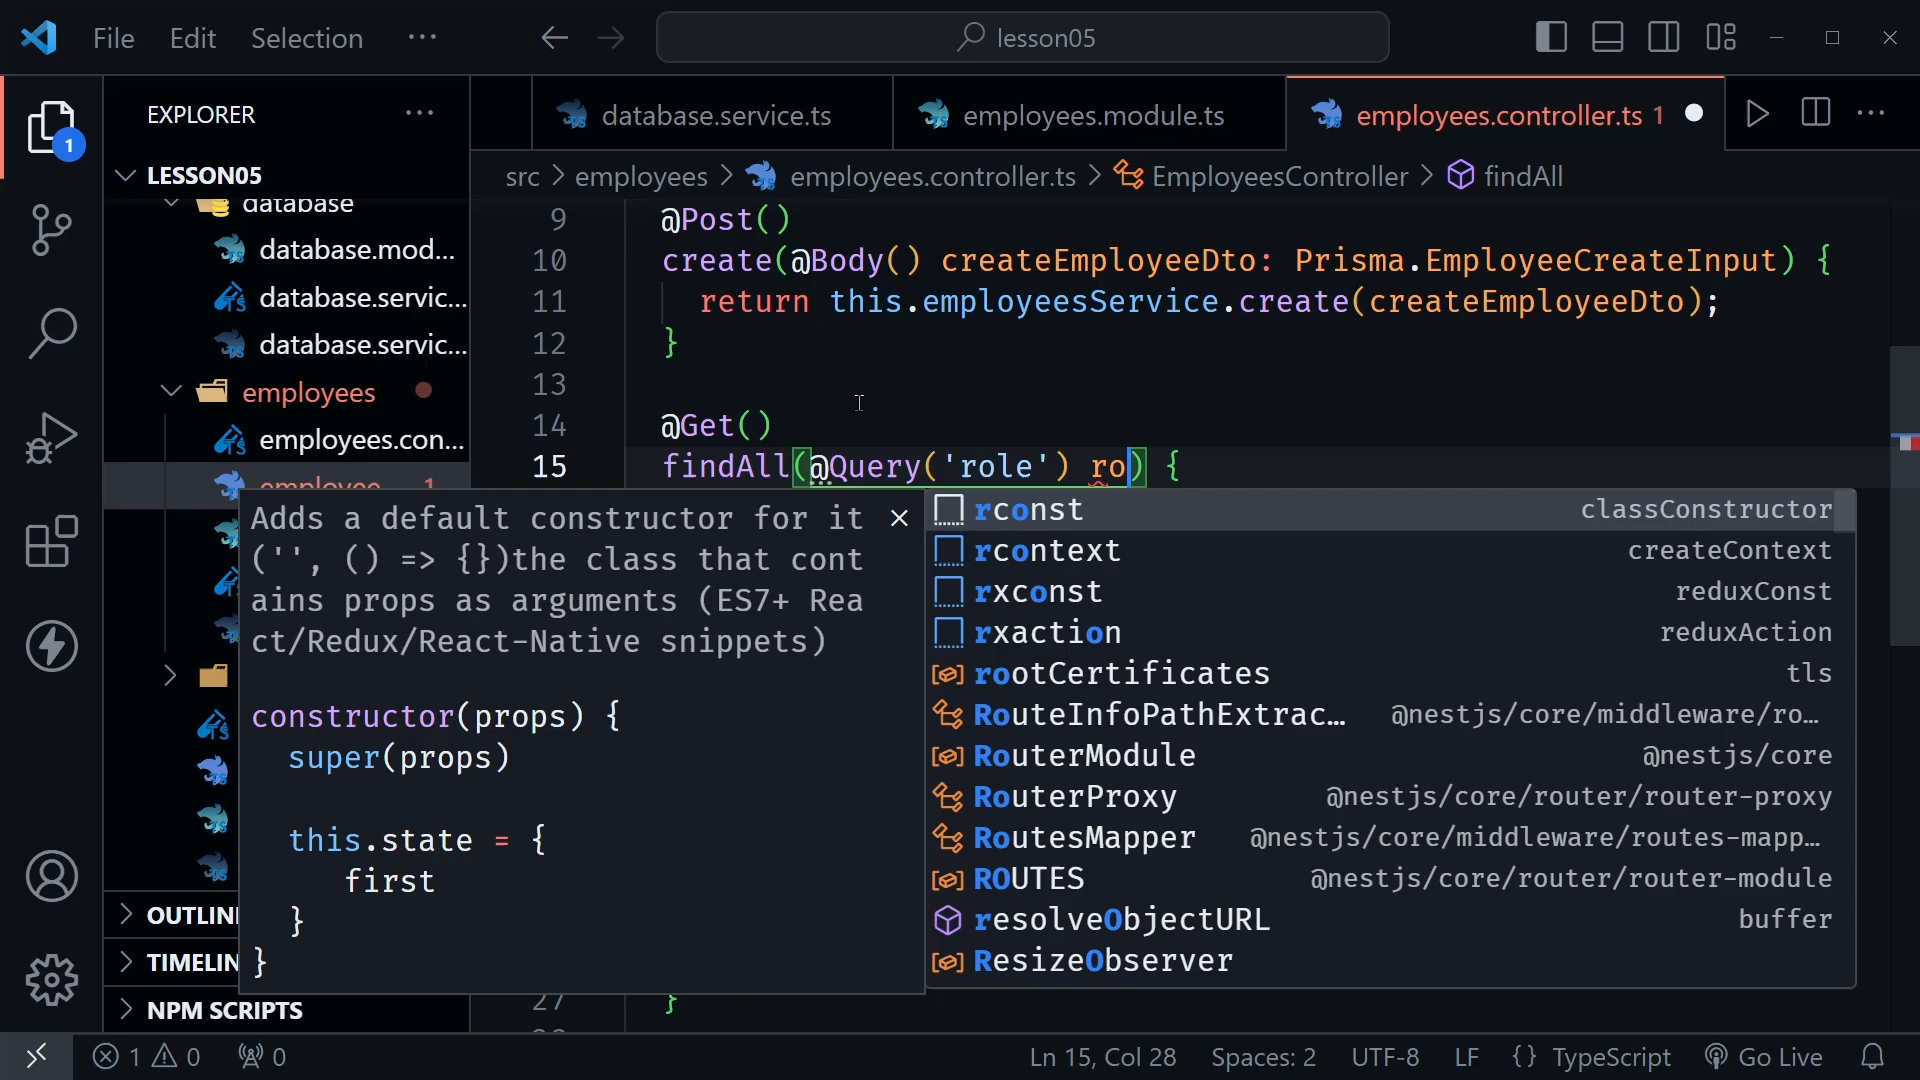 File Edit Selection ··· lesson05
EXPLORER ···
database.service.ts
employees.module.ts
employees.controller.ts 1
LESSON05
src > employees > employees.controller.ts > EmployeesController > findAll
database
database.mod...
database.servic...
database.servic...
employees
employees.con...
employee 1
OUTLIN
TIMELIN
NPM SCRIPTS
9 @Post()
10 create(@Body() createEmployeeDto: Prisma.EmployeeCreateInput) {
11 return this.employeesService.create(createEmployeeDto);
12 }
13
14 @Get()
15 findAll(@Query('role') ro) {
Adds a default constructor for it
('', () => {})the class that cont
ains props as arguments (ES7+ Rea
ct/Redux/React-Native snippets)
constructor(props) {
super(props)
this.state = {
first
}
}
rconst classConstructor
rcontext createContext
rxconst reduxConst
rxaction reduxAction
rootCertificates tls
RouteInfoPathExtrac... @nestjs/core/middleware/ro...
RouterModule @nestjs/core
RouterProxy @nestjs/core/router/router-proxy
RoutesMapper @nestjs/core/middleware/routes-mapp...
ROUTES @nestjs/core/router/router-module
resolveObjectURL buffer
ResizeObserver
27 }
1 0 0 Ln 15, Col 28 Spaces: 2 UTF-8 LF {} TypeScript Go Live